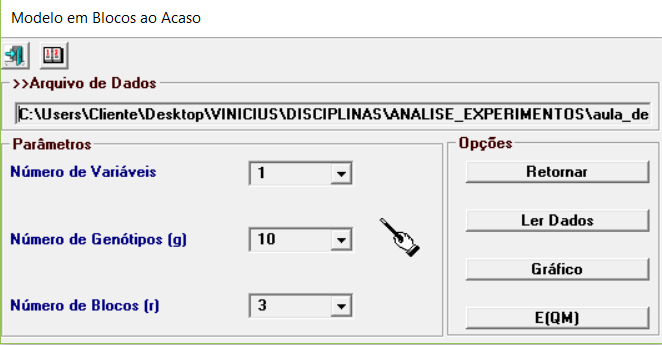 Modelo em Blocos ao Acaso
>>Arquivo de Dados
C:\Users\Cliente\Desktop\VINICIUS\DISCIPLINAS\ANALISE_EXPERIMENTOS\aula_de
Parâmetros
Número de Variáveis 1
Número de Genótipos (g) 10
Número de Blocos (r) 3
Opções
Retornar
Ler Dados
Gráfico
E(QM)